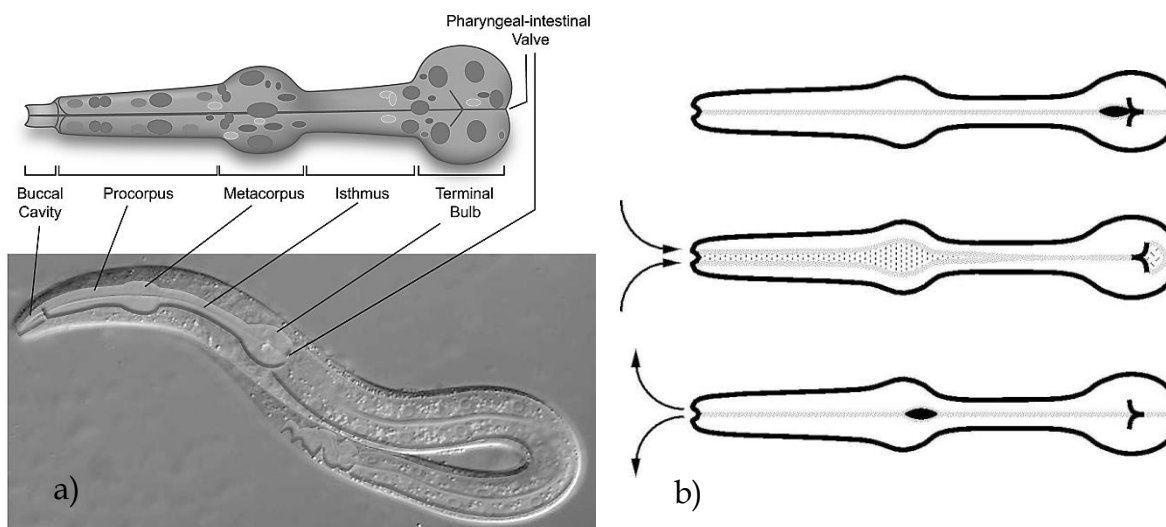 Pharyngeal-intestinal
Valve
Buccal
Cavity
Procorpus
Metacorpus
Isthmus
Terminal
Bulb
a)
b)